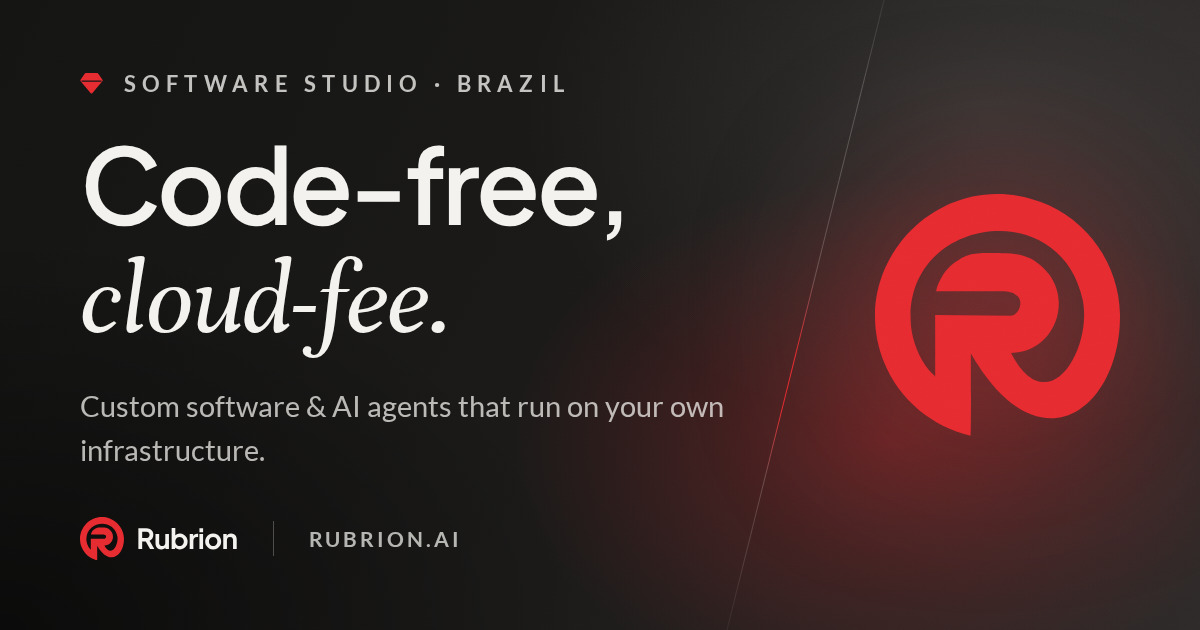 SOFTWARE STUDIO · BRAZIL
Code-free,
cloud-fee.
Custom software & AI agents that run on your own
infrastructure.
Rubrion
RUBRION.AI